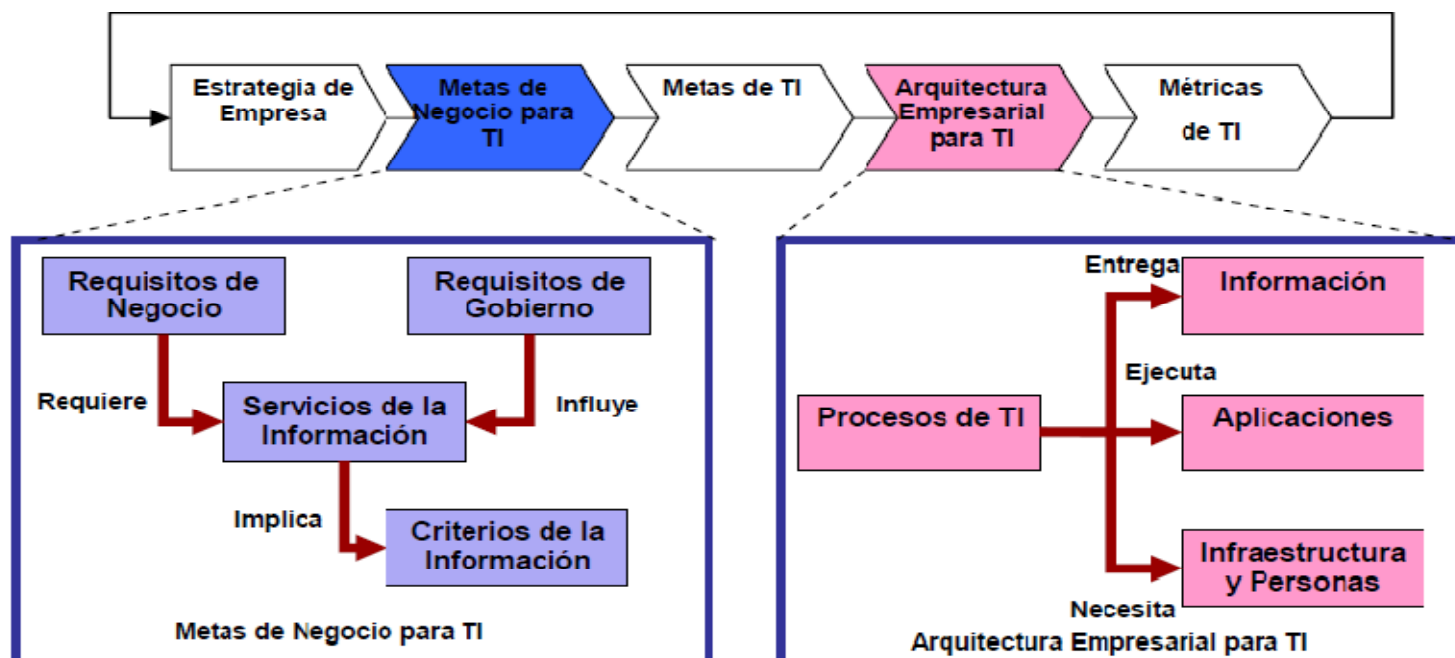 Estrategia de
Empresa
Metas de
Negocio para
TI
Metas de TI
Arquitectura
Empresarial
para TI
Métricas
de TI
Requisitos de
Negocio
Requisitos de
Gobierno
Requiere
Servicios de la
Información
Influye
Implica
Criterios de la
Información
Metas de Negocio para TI
Entrega
Información
Ejecuta
Procesos de TI
Aplicaciones
Infraestructura
y Personas
Necesita
Arquitectura Empresarial para TI